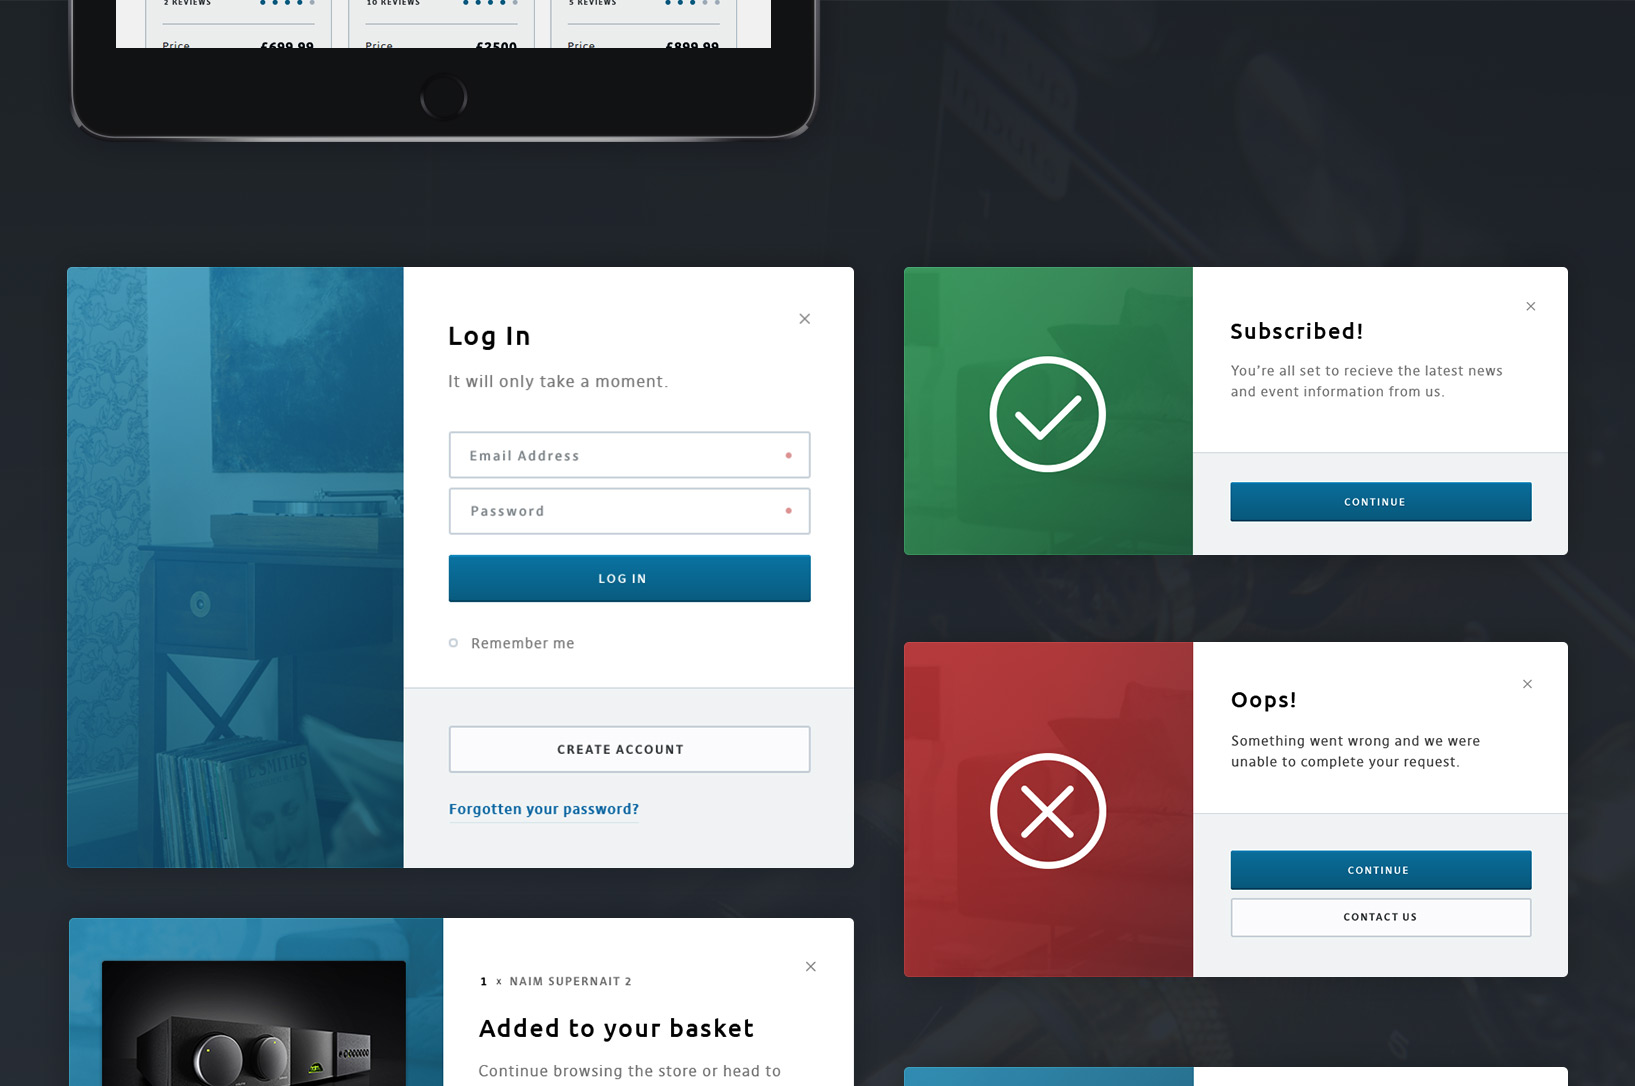 2 REVIEWS
10 REVIEWS
5 REVIEWS
Price £699.99
Price £2500
Price £899.99
Log In
It will only take a moment.
Email Address
Password
LOG IN
Remember me
CREATE ACCOUNT
Forgotten your password?
THE SMITHS
Subscribed!
You’re all set to recieve the latest news
and event information from us.
CONTINUE
Oops!
Something went wrong and we were
unable to complete your request.
CONTINUE
CONTACT US
1 x NAIM SUPERNAIT 2
Added to your basket
Continue browsing the store or head to